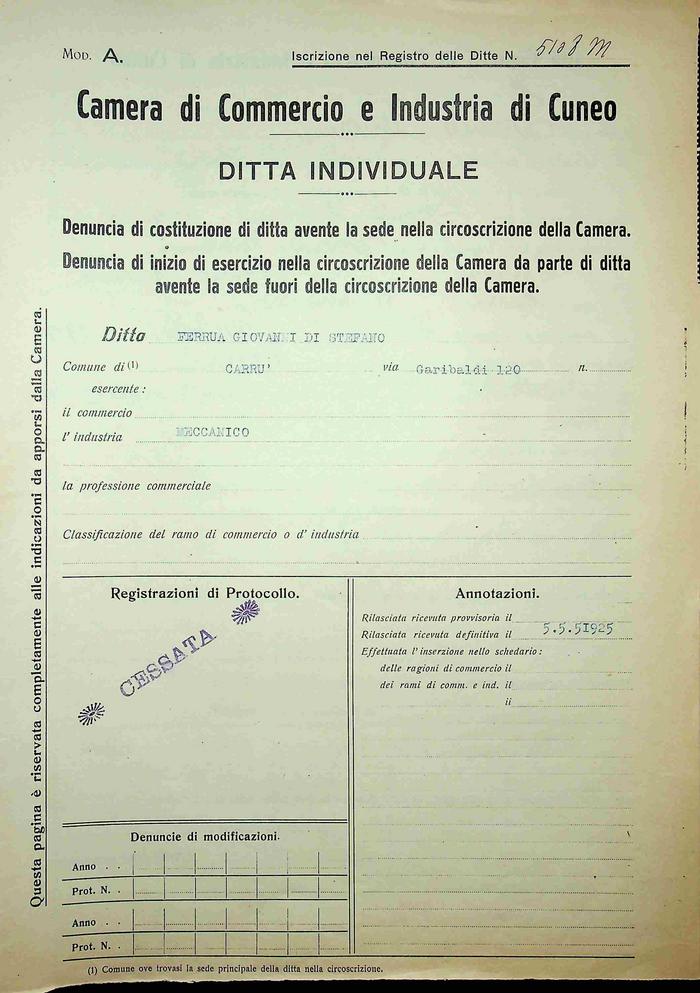 MOD. A.
Iscrizione nel Registro delle Ditte N. 5108 M
Camera di Commercio e Industria di Cuneo
DITTA INDIVIDUALE
Denuncia di costituzione di ditta avente la sede nella circoscrizione della Camera.
Denuncia di inizio di esercizio nella circoscrizione della Camera da parte di ditta
avente la sede fuori della circoscrizione della Camera.
Ditta FERRUA GIOVANNI DI STEFANO
Comune di (1) CARRU' via Garibaldi 120 n.
esercente :
il commercio
l' industria MECCANICO
la professione commerciale
Classificazione del ramo di commercio o d' industria
Questa pagina è riservata completamente alle indicazioni da apporsi dalla Camera.
Registrazioni di Protocollo.
CESSATA
Denuncie di modificazioni.
Anno . .
Prot. N. .
Anno . .
Prot. N. .
Annotazioni.
Rilasciata ricevuta provvisoria il
Rilasciata ricevuta definitiva il 5.5.51925
Effettuata l'inserzione nello schedario :
delle ragioni di commercio il
dei rami di comm. e ind. il
ii
(1) Comune ove trovasi la sede principale della ditta nella circoscrizione.